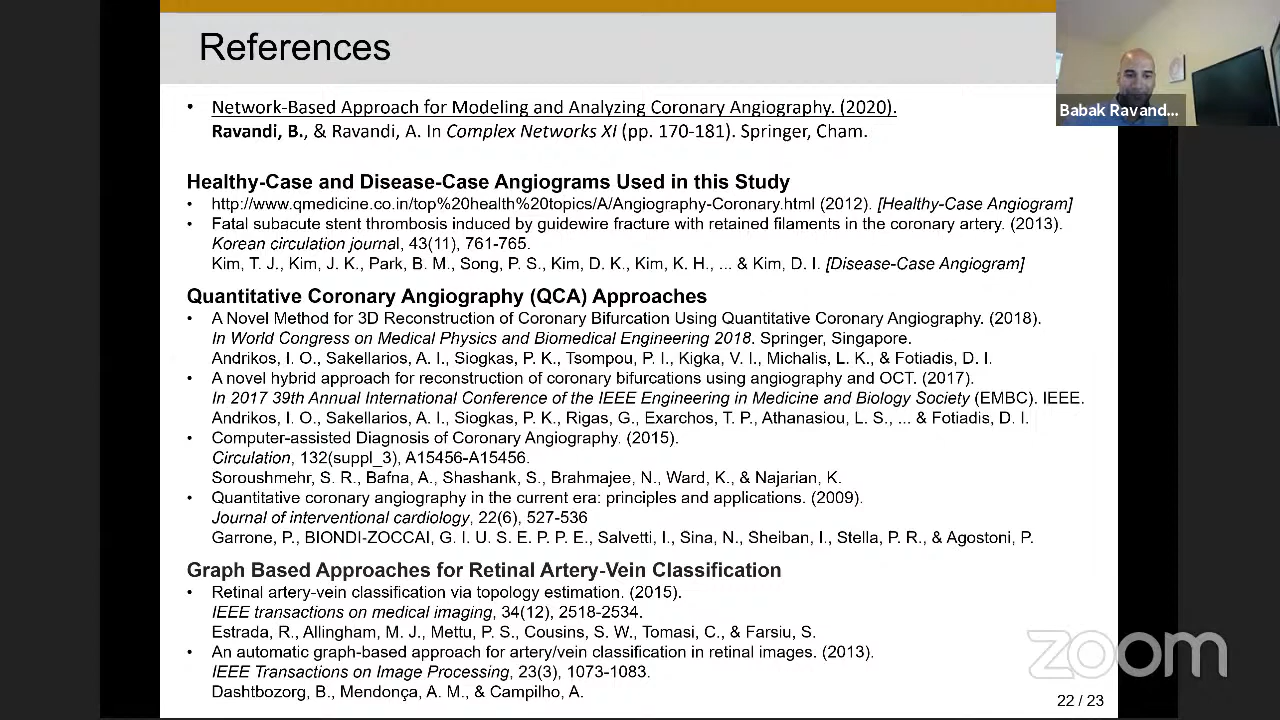 References
Babak Ravand...
• Network-Based Approach for Modeling and Analyzing Coronary Angiography. (2020).
Ravandi, B., & Ravandi, A. In Complex Networks XI (pp. 170-181). Springer, Cham.
Healthy-Case and Disease-Case Angiograms Used in this Study
• http://www.qmedicine.co.in/top%20health%20topics/A/Angiography-Coronary.html (2012). [Healthy-Case Angiogram]
• Fatal subacute stent thrombosis induced by guidewire fracture with retained filaments in the coronary artery. (2013).
Korean circulation journal, 43(11), 761-765.
Kim, T. J., Kim, J. K., Park, B. M., Song, P. S., Kim, D. K., Kim, K. H., ... & Kim, D. I. [Disease-Case Angiogram]
Quantitative Coronary Angiography (QCA) Approaches
• A Novel Method for 3D Reconstruction of Coronary Bifurcation Using Quantitative Coronary Angiography. (2018).
In World Congress on Medical Physics and Biomedical Engineering 2018. Springer, Singapore.
Andrikos, I. O., Sakellarios, A. I., Siogkas, P. K., Tsompou, P. I., Kigka, V. I., Michalis, L. K., & Fotiadis, D. I.
• A novel hybrid approach for reconstruction of coronary bifurcations using angiography and OCT. (2017).
In 2017 39th Annual International Conference of the IEEE Engineering in Medicine and Biology Society (EMBC). IEEE.
Andrikos, I. O., Sakellarios, A. I., Siogkas, P. K., Rigas, G., Exarchos, T. P., Athanasiou, L. S., ... & Fotiadis, D. I.
• Computer-assisted Diagnosis of Coronary Angiography. (2015).
Circulation, 132(suppl_3), A15456-A15456.
Soroushmehr, S. R., Bafna, A., Shashank, S., Brahmajee, N., Ward, K., & Najarian, K.
• Quantitative coronary angiography in the current era: principles and applications. (2009).
Journal of interventional cardiology, 22(6), 527-536
Garrone, P., BIONDI-ZOCCAI, G. I. U. S. E. P. P. E., Salvetti, I., Sina, N., Sheiban, I., Stella, P. R., & Agostoni, P.
Graph Based Approaches for Retinal Artery-Vein Classification
• Retinal artery-vein classification via topology estimation. (2015).
IEEE transactions on medical imaging, 34(12), 2518-2534.
Estrada, R., Allingham, M. J., Mettu, P. S., Cousins, S. W., Tomasi, C., & Farsiu, S.
• An automatic graph-based approach for artery/vein classification in retinal images. (2013).
IEEE Transactions on Image Processing, 23(3), 1073-1083.
Dashtbozorg, B., Mendonça, A. M., & Campilho, A.
zoom
22 / 23